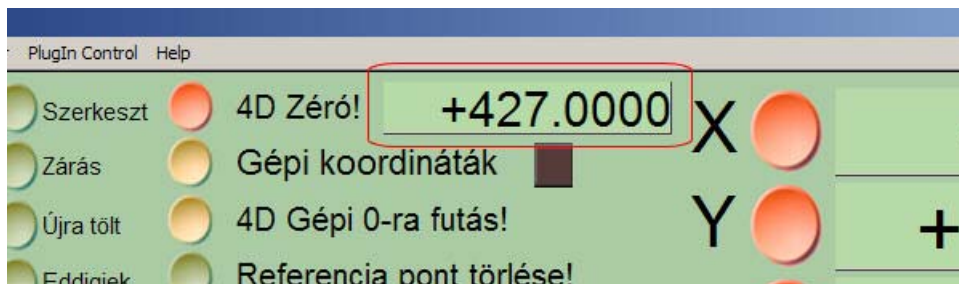 PlugIn Control Help
Szerkeszt 4D Zéró! +427.0000 X
Zárás Gépi koordináták
Újra tölt 4D Gépi 0-ra futás! Y +
Eddigiek Referencia pont törlése!